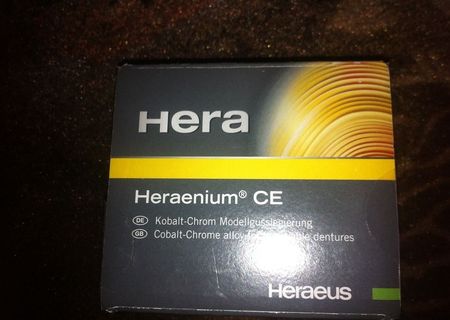 Hera
Heraenium® CE
DE Kobalt-Chrom Modellgusslegierung
GB Cobalt-Chrome alloy dentures
Heraeus